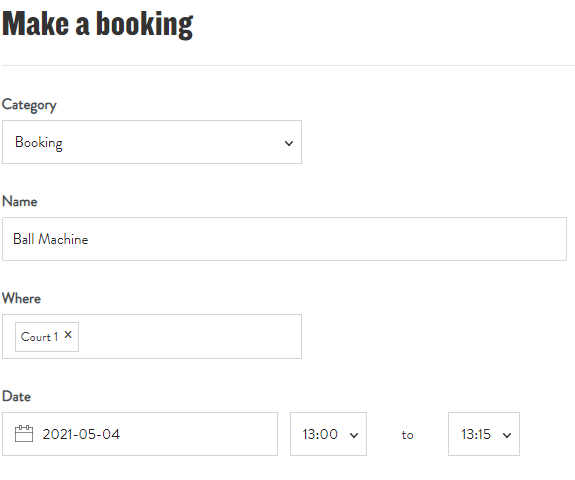 Make a booking
Category
Booking
Name
Ball Machine
Where
Court 1 ×
Date
2021-05-04 13:00 to 13:15